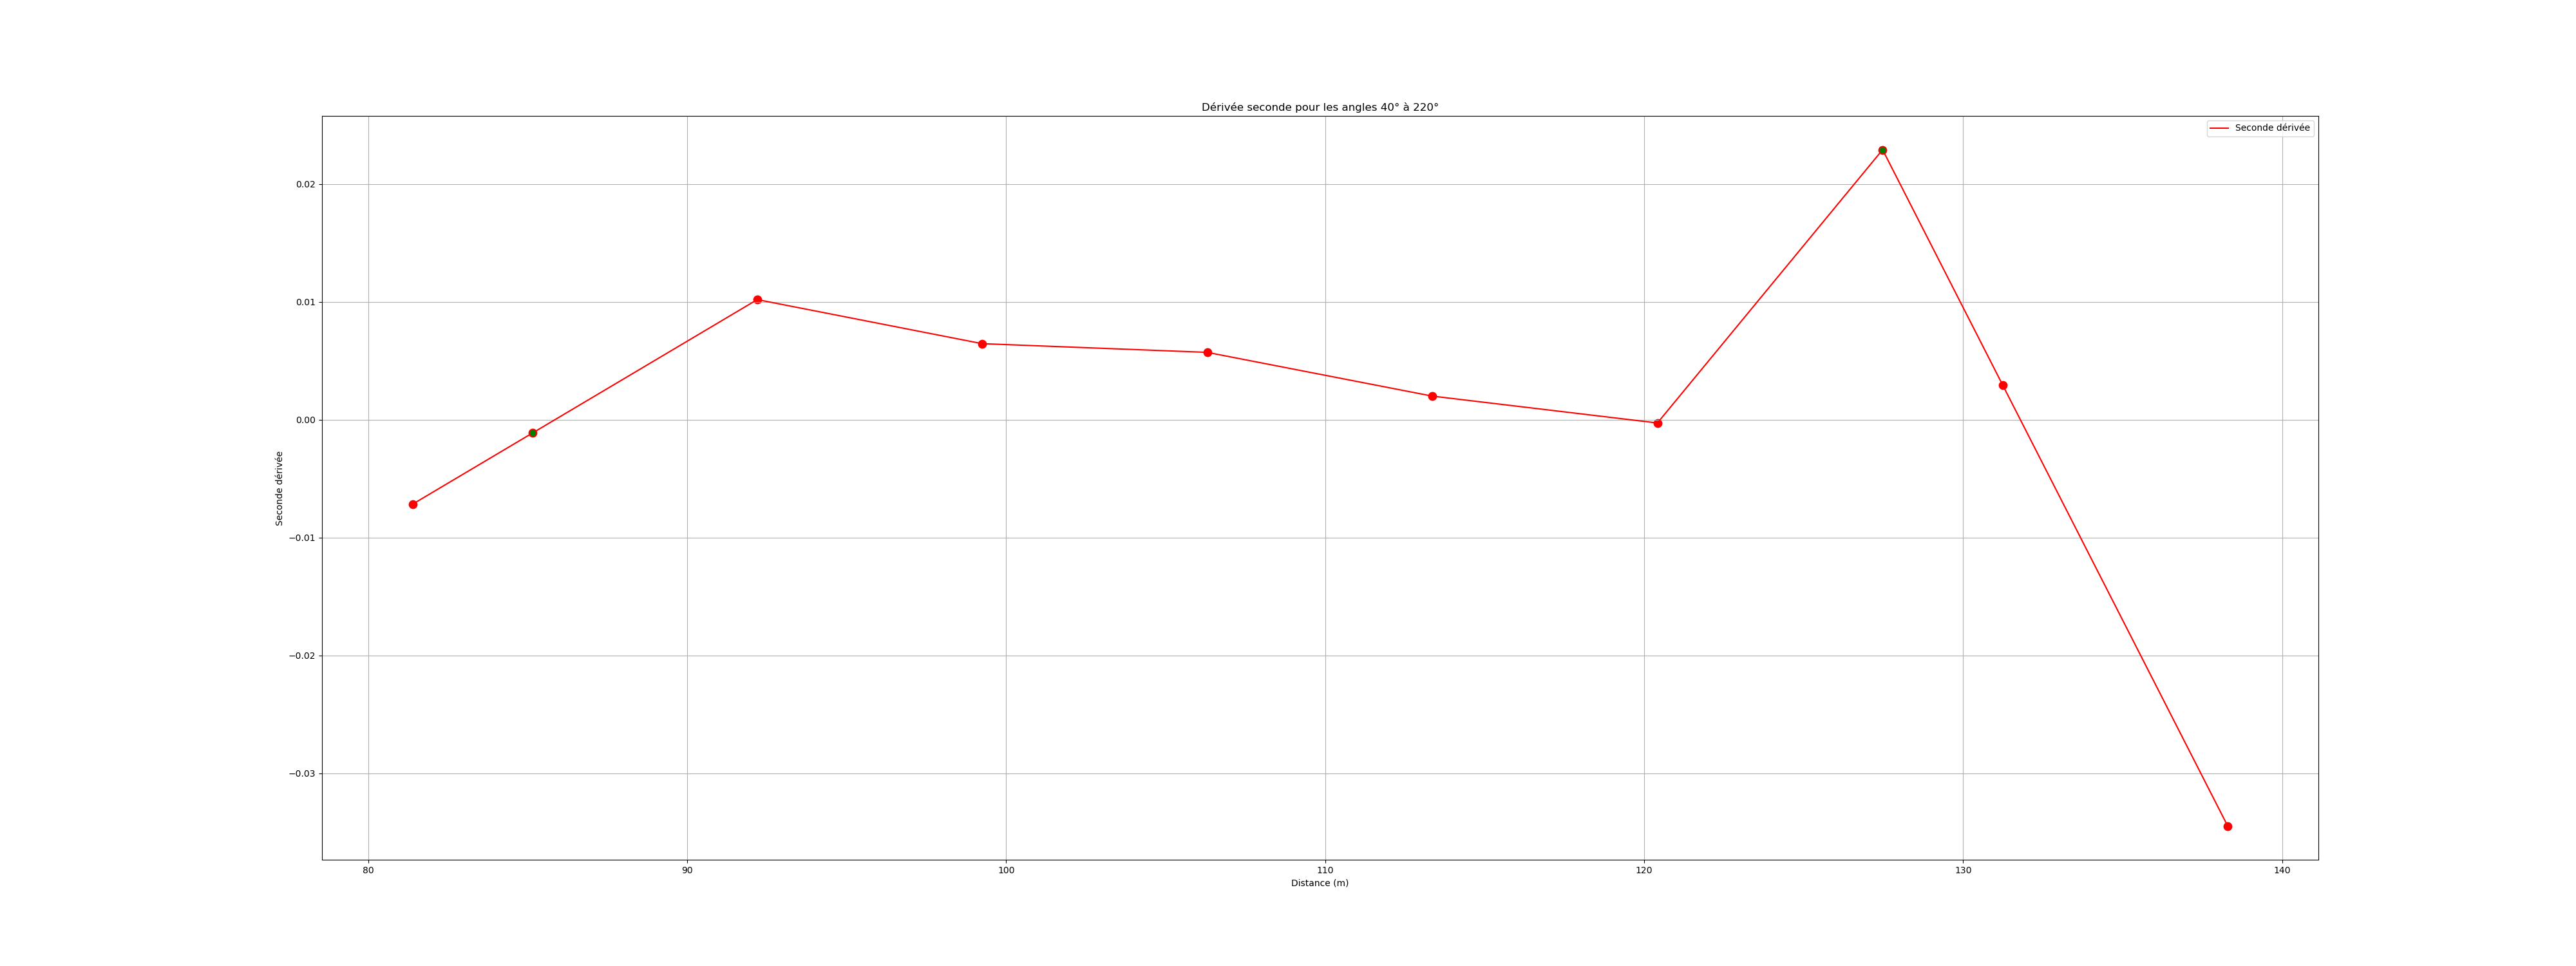 Dérivée seconde pour les angles 40° à 220°
Seconde dérivée
0.02
0.01
0.00
−0.01
−0.02
−0.03
Seconde dérivée
80 90 100 110 120 130 140
Distance (m)